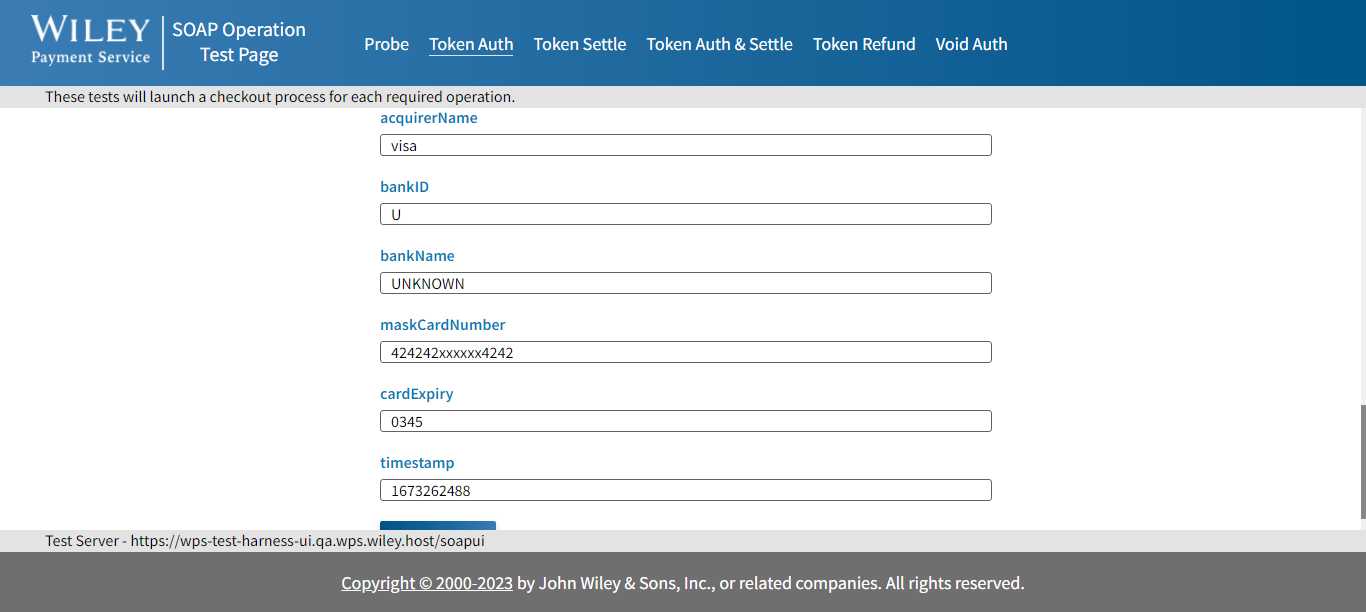 WILEY
Payment Service
SOAP Operation
Test Page
Probe Token Auth Token Settle Token Auth & Settle Token Refund Void Auth
These tests will launch a checkout process for each required operation.
acquirerName
visa
bankID
U
bankName
UNKNOWN
maskCardNumber
424242xxxxxx4242
cardExpiry
0345
timestamp
1673262488
Test Server - https://wps-test-harness-ui.qa.wps.wiley.host/soapui
Copyright © 2000-2023 by John Wiley & Sons, Inc., or related companies. All rights reserved.